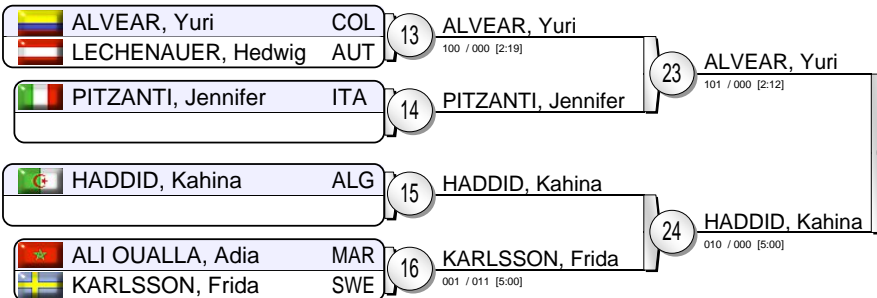 ALVEAR, Yuri COL
LECHENAUER, Hedwig AUT
13
ALVEAR, Yuri
100 / 000 [2:19]
PITZANTI, Jennifer ITA
14
PITZANTI, Jennifer
23
ALVEAR, Yuri
101 / 000 [2:12]
HADDID, Kahina ALG
15
HADDID, Kahina
ALI OUALLA, Adia MAR
KARLSSON, Frida SWE
16
KARLSSON, Frida
001 / 011 [5:00]
24
HADDID, Kahina
010 / 000 [5:00]